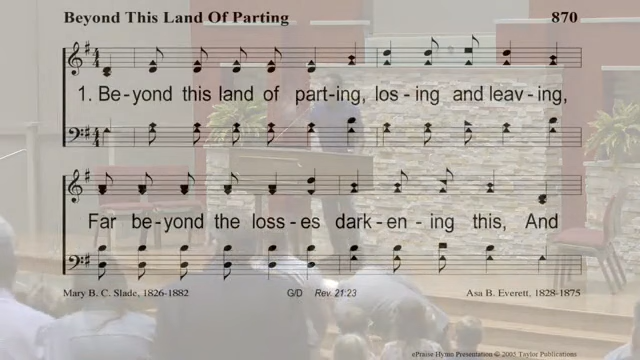 Beyond This Land Of Parting 870
1. Be - yond this land of part - ing, los - ing and leav - ing,
Far be - yond the loss - es dark - en - ing this, And
Mary B. C. Slade, 1826-1882 G/D Rev. 21:23 Asa B. Everett, 1828-1875
ePraise Hymn Presentation © 2005 Taylor Publications